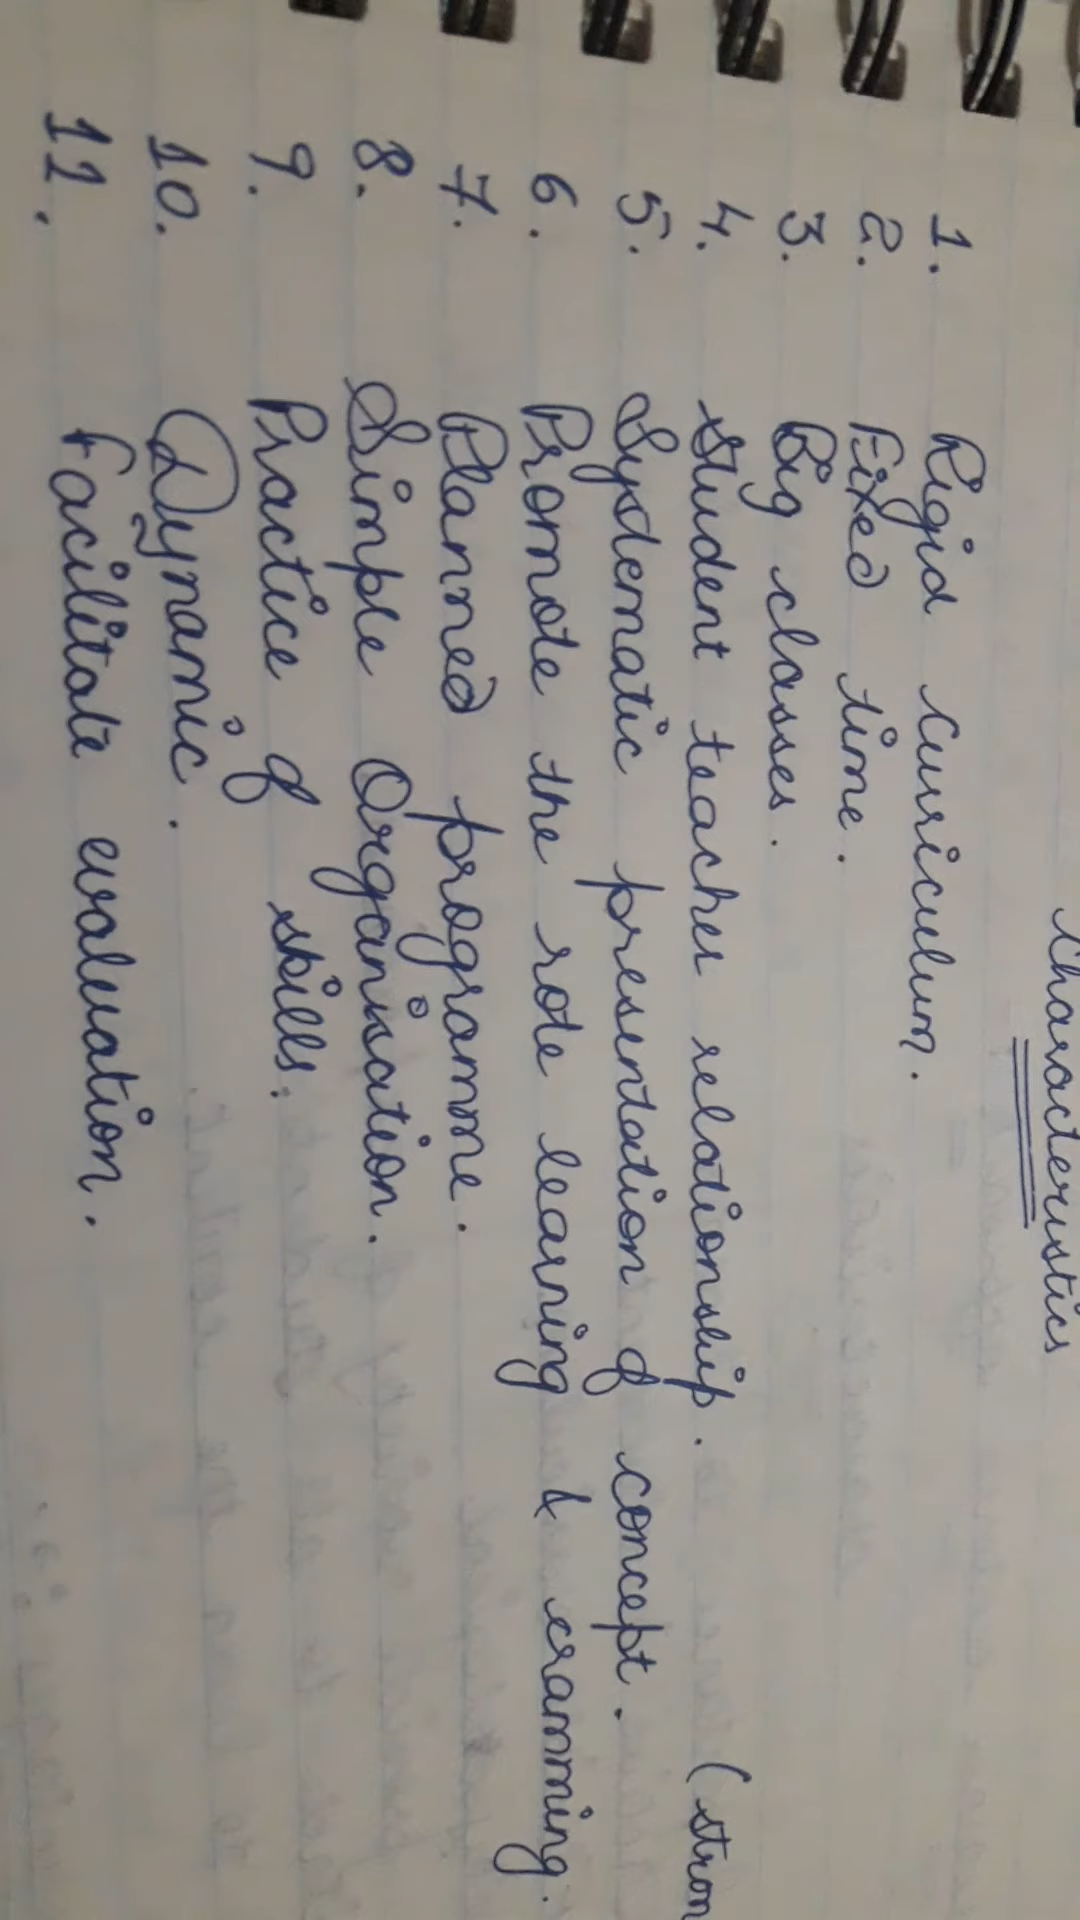 Characteristics
1. Rigid curriculum.
2. Fixed time.
3. Big classes.
4. Student teacher relationship. (stron
5. Systematic presentation of concept.
6. Promote the rote learning & cramming.
7. Planned programme.
8. Simple Organisation.
9. Practice of skills.
10. Dynamic.
11. Facilitate evaluation.